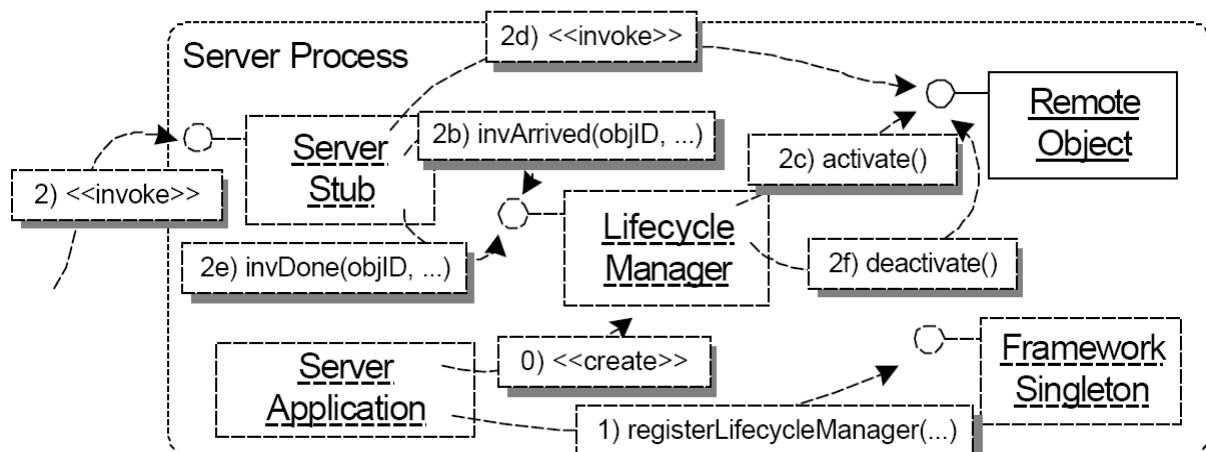 2d) <<invoke>>
Server Process
Remote
Object
2b) invArrived(objID, ...)
Server
Stub
2c) activate()
2) <<invoke>>
Lifecycle
Manager
2e) invDone(objID, ...)
2f) deactivate()
0) <<create>>
Server
Application
Framework
Singleton
1) registerLifecycleManager(...)